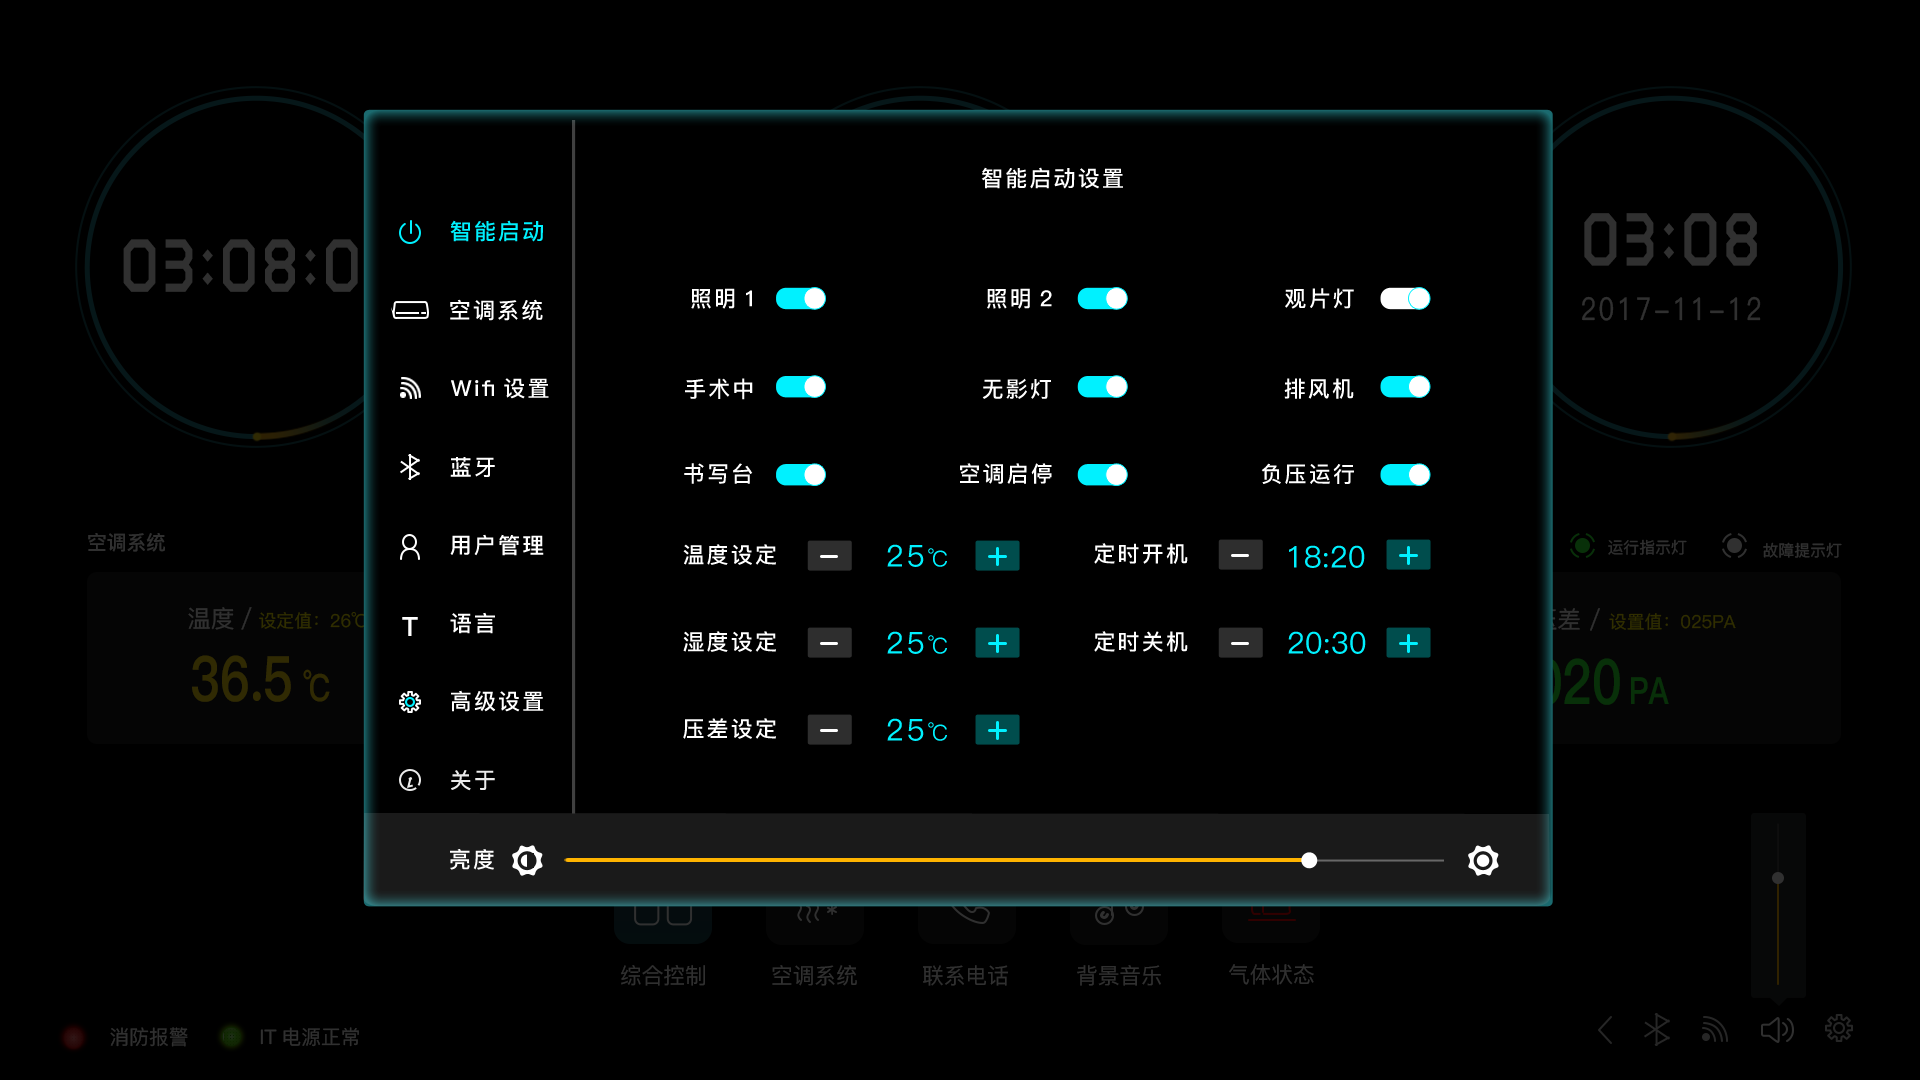 智能启动设置
智能启动
空调系统
Wifi 设置
蓝牙
用户管理
T 语言
高级设置
关于
照明 1
照明 2
观片灯
手术中
无影灯
排风机
书写台
空调启停
负压运行
温度设定 − 25℃ +
定时开机 − 18:20 +
湿度设定 − 25℃ +
定时关机 − 20:30 +
压差设定 − 25℃ +
亮度
03:08:0
03:08
2017-11-12
空调系统
温度 / 设定值：26℃
36.5 ℃
运行指示灯
故障提示灯
差 / 设置值：025PA
020 PA
综合控制
空调系统
联系电话
背景音乐
气体状态
消防报警
IT 电源正常